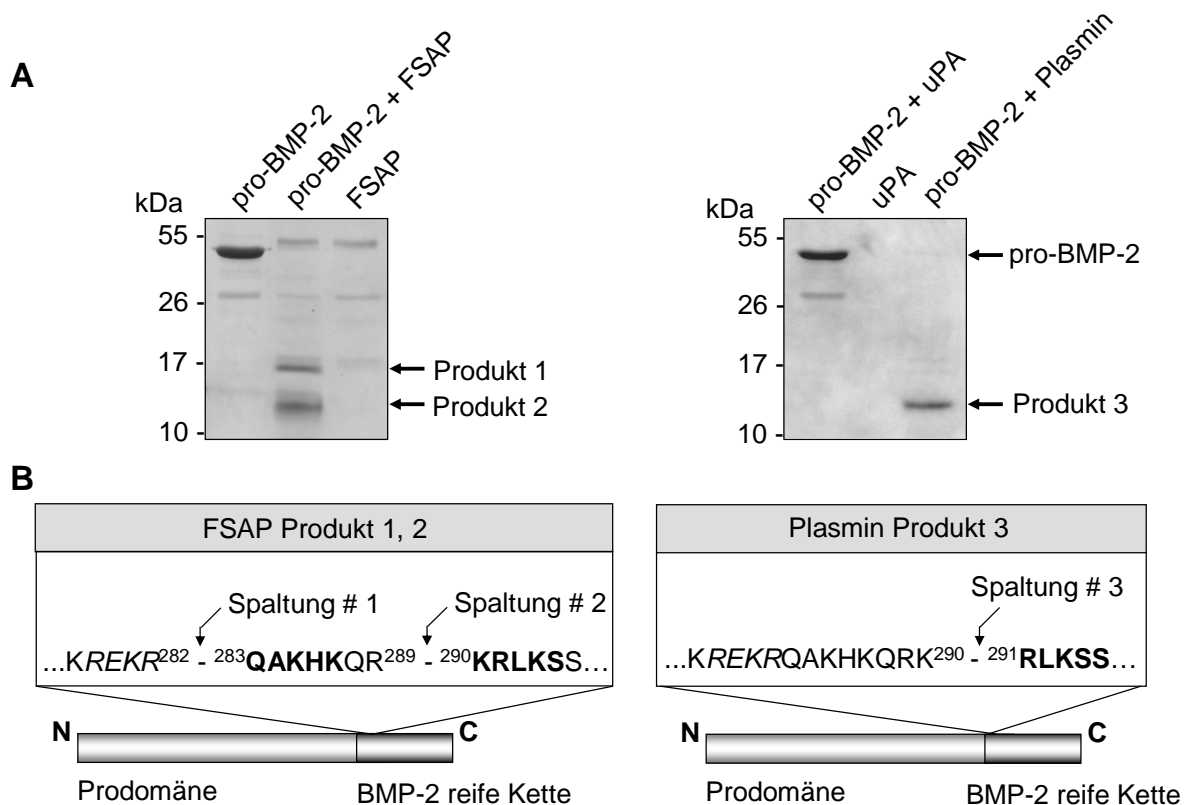 A
pro-BMP-2
pro-BMP-2 + FSAP
FSAP
kDa
55 -
26 -
17 -
10 -
Produkt 1
Produkt 2
pro-BMP-2 + uPA
uPA
pro-BMP-2 + Plasmin
kDa
55 -
26 -
17 -
10 -
pro-BMP-2
Produkt 3
B
FSAP Produkt 1, 2
Spaltung # 1
Spaltung # 2
...KREKR282 - 283QAKHKQR289 - 290KRLKSS...
N
C
Prodomäne
BMP-2 reife Kette
Plasmin Produkt 3
Spaltung # 3
...KREKRQAKHKQRK290 - 291RLKSS...
N
C
Prodomäne
BMP-2 reife Kette